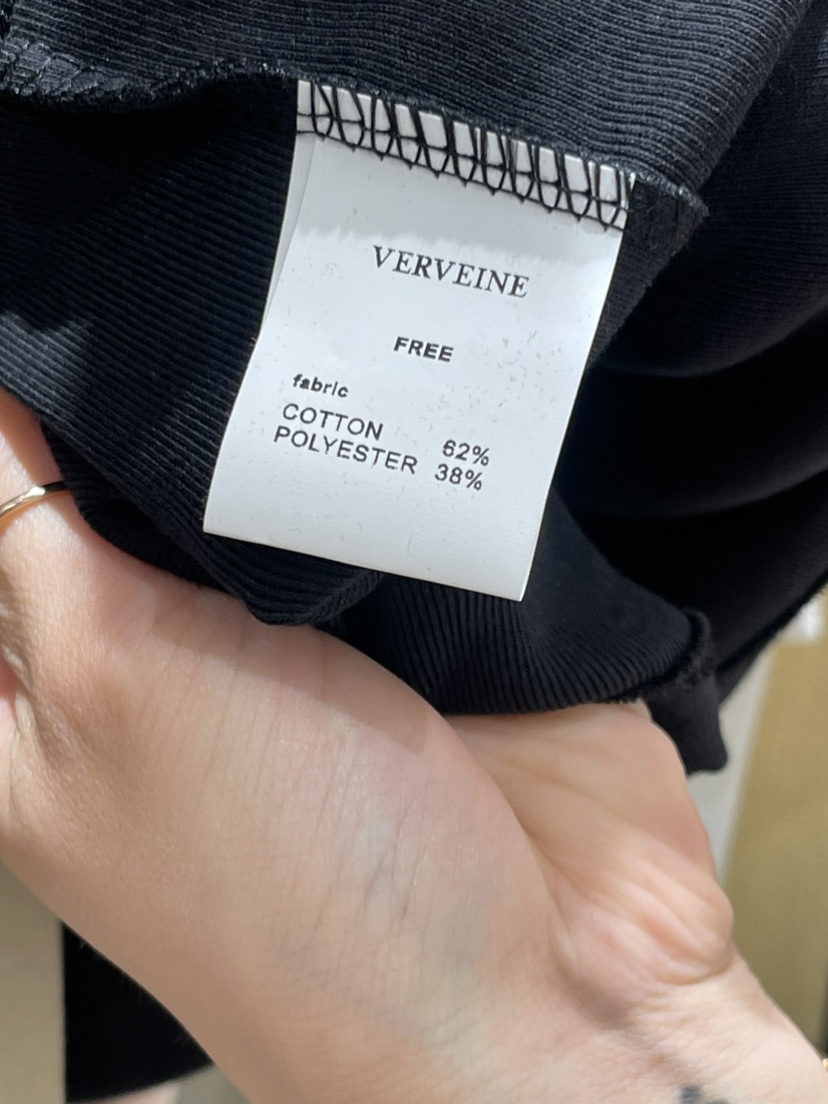 VERVEINE
FREE
fabric
COTTON 62%
POLYESTER 38%